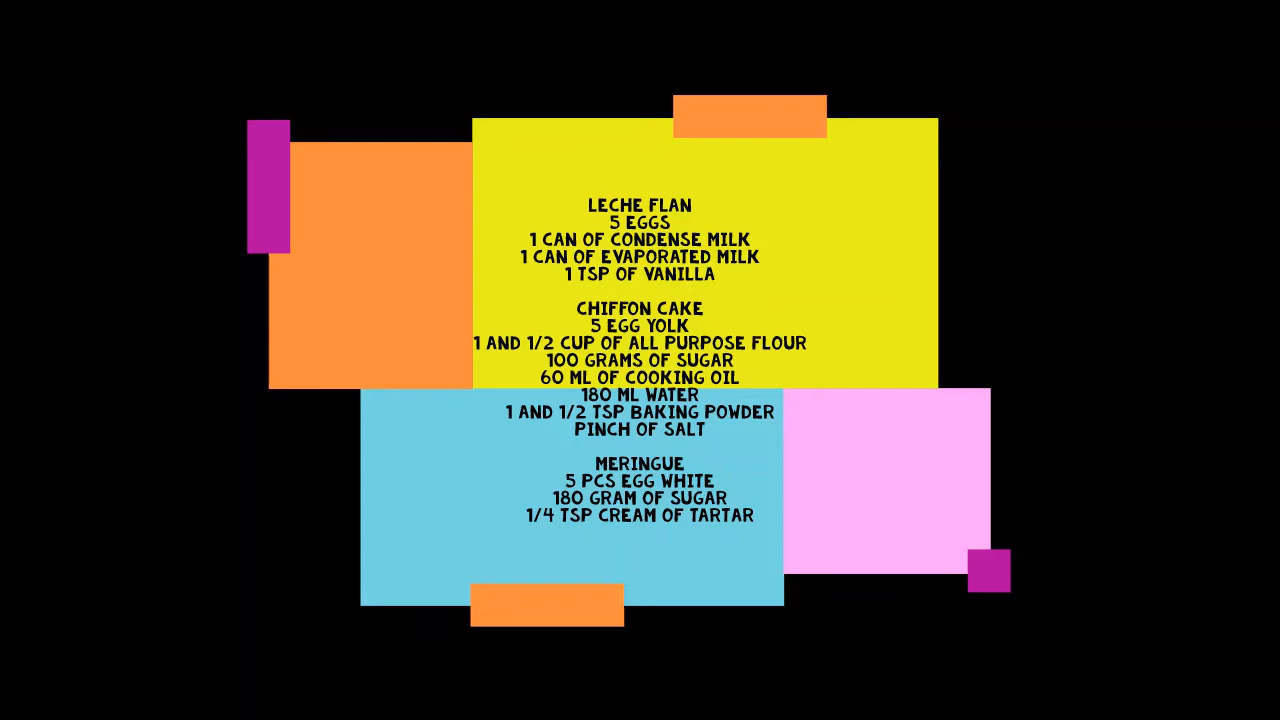 LECHE FLAN
5 EGGS
1 CAN OF CONDENSE MILK
1 CAN OF EVAPORATED MILK
1 TSP OF VANILLA
CHIFFON CAKE
5 EGG YOLK
1 AND 1/2 CUP OF ALL PURPOSE FLOUR
100 GRAMS OF SUGAR
60 ML OF COOKING OIL
180 ML WATER
1 AND 1/2 TSP BAKING POWDER
PINCH OF SALT
MERINGUE
5 PCS EGG WHITE
180 GRAM OF SUGAR
1/4 TSP CREAM OF TARTAR